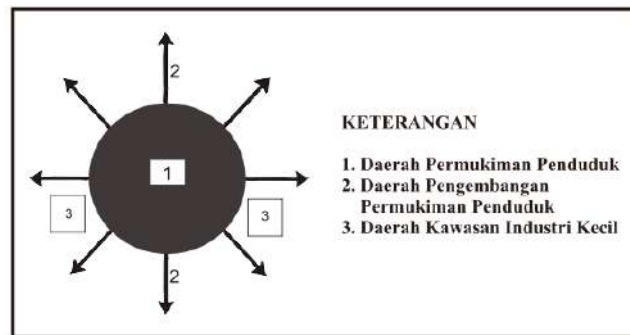 2
1
3
3
2
KETERANGAN
1. Daerah Permukiman Penduduk
2. Daerah Pengembangan
Permukiman Penduduk
3. Daerah Kawasan Industri Kecil